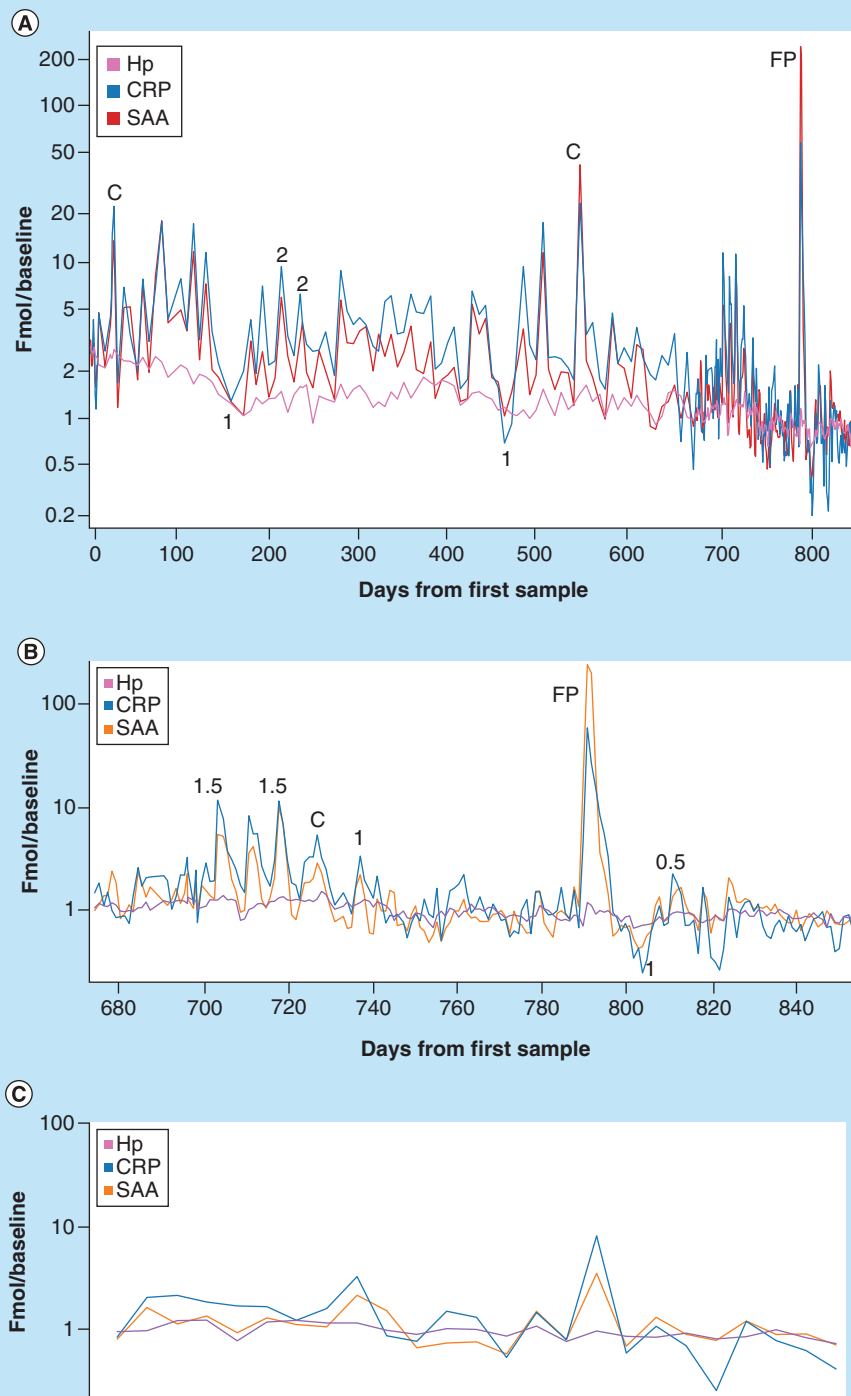 A
Fmol/baseline
Hp
CRP
SAA
200
100
50
20
10
5
2
1
0.5
0.2
C
2
2
1
C
1
FP
0 100 200 300 400 500 600 700 800
Days from first sample
B
Fmol/baseline
Hp
CRP
SAA
100
10
1
1.5
1.5
C
1
FP
0.5
1
680 700 720 740 760 780 800 820 840
Days from first sample
C
Fmol/baseline
Hp
CRP
SAA
100
10
1